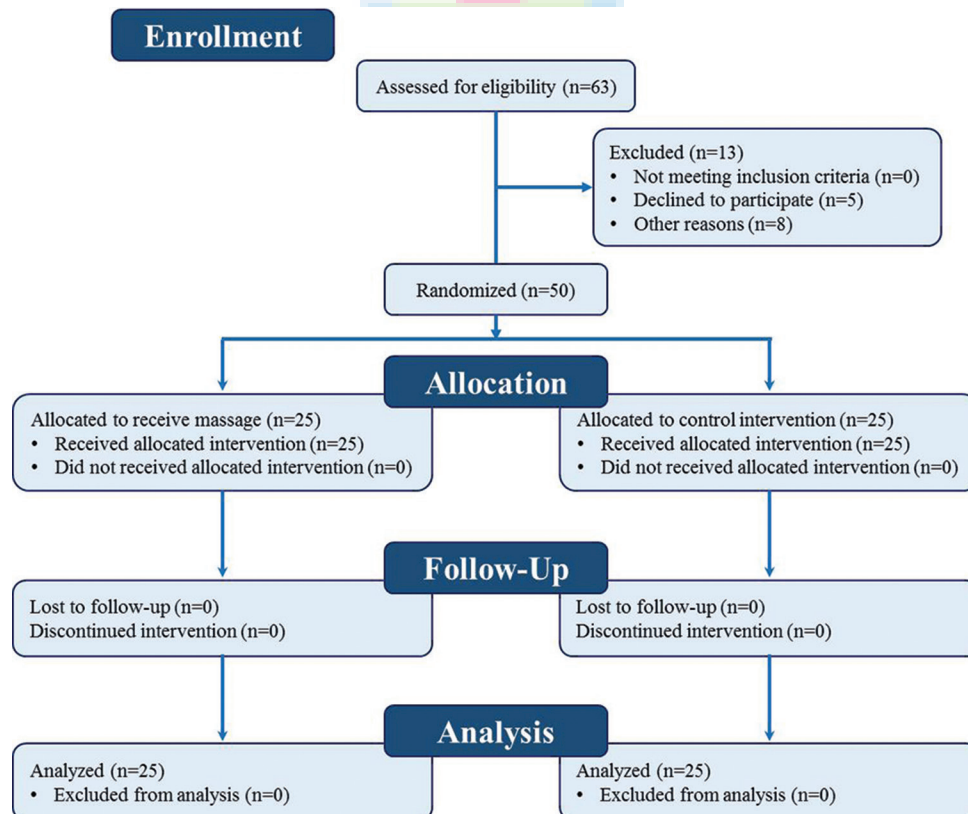 Enrollment
Assessed for eligibility (n=63)
Excluded (n=13)
• Not meeting inclusion criteria (n=0)
• Declined to participate (n=5)
• Other reasons (n=8)
Randomized (n=50)
Allocation
Allocated to receive massage (n=25)
• Received allocated intervention (n=25)
• Did not received allocated intervention (n=0)
Allocated to control intervention (n=25)
• Received allocated intervention (n=25)
• Did not received allocated intervention (n=0)
Follow-Up
Lost to follow-up (n=0)
Discontinued intervention (n=0)
Lost to follow-up (n=0)
Discontinued intervention (n=0)
Analysis
Analyzed (n=25)
• Excluded from analysis (n=0)
Analyzed (n=25)
• Excluded from analysis (n=0)